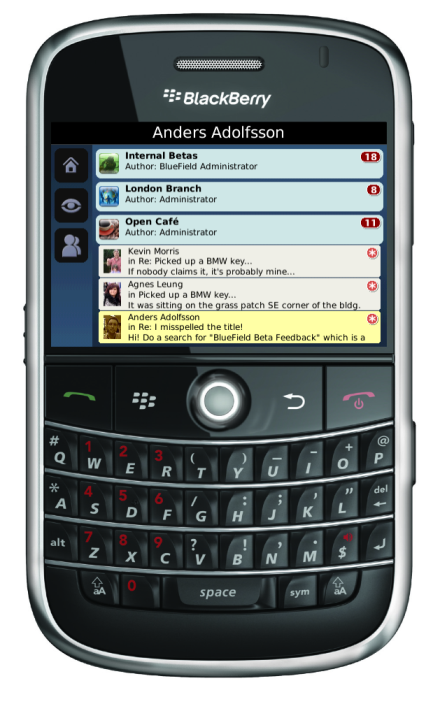 BlackBerry
Anders Adolfsson
Internal Betas 18
Author: BlueField Administrator
London Branch 8
Author: Administrator
Open Café 11
Author: Administrator
Kevin Morris
in Re: Picked up a BMW key...
If nobody claims it, it's probably mine...
Agnes Leung
in Picked up a BMW key...
It was sitting on the grass patch SE corner of the bldg.
Anders Adolfsson
in Re: I misspelled the title!
Hi! Do a search for "BlueField Beta Feedback" which is a
# 1 2 3 ( ) _ - + @
Q W E R T Y U I O P
* 4 5 6 / : ; ' " del
A S D F G H J K L
alt 7 8 9 ? ! , .
Z X C V B N M $
aA 0 space sym aA